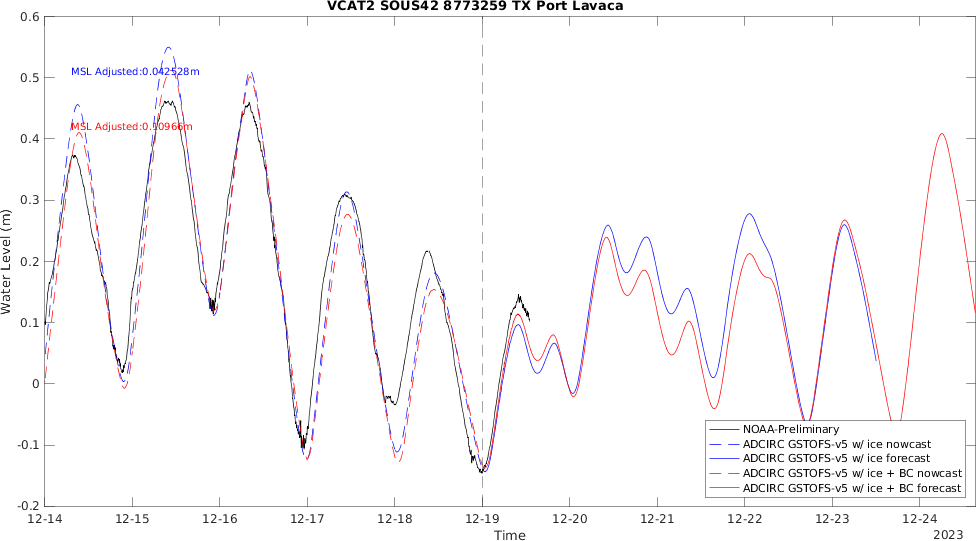 VCAT2 SOUS42 8773259 TX Port Lavaca
0.6
0.5
0.4
0.3
0.2
0.1
0
-0.1
-0.2
Water Level (m)
MSL Adjusted:0.042528m
MSL Adjusted:0.10966m
NOAA-Preliminary
ADCIRC GSTOFS-v5 w/ ice nowcast
ADCIRC GSTOFS-v5 w/ ice forecast
ADCIRC GSTOFS-v5 w/ ice + BC nowcast
ADCIRC GSTOFS-v5 w/ ice + BC forecast
12-14 12-15 12-16 12-17 12-18 12-19 12-20 12-21 12-22 12-23 12-24
Time
2023